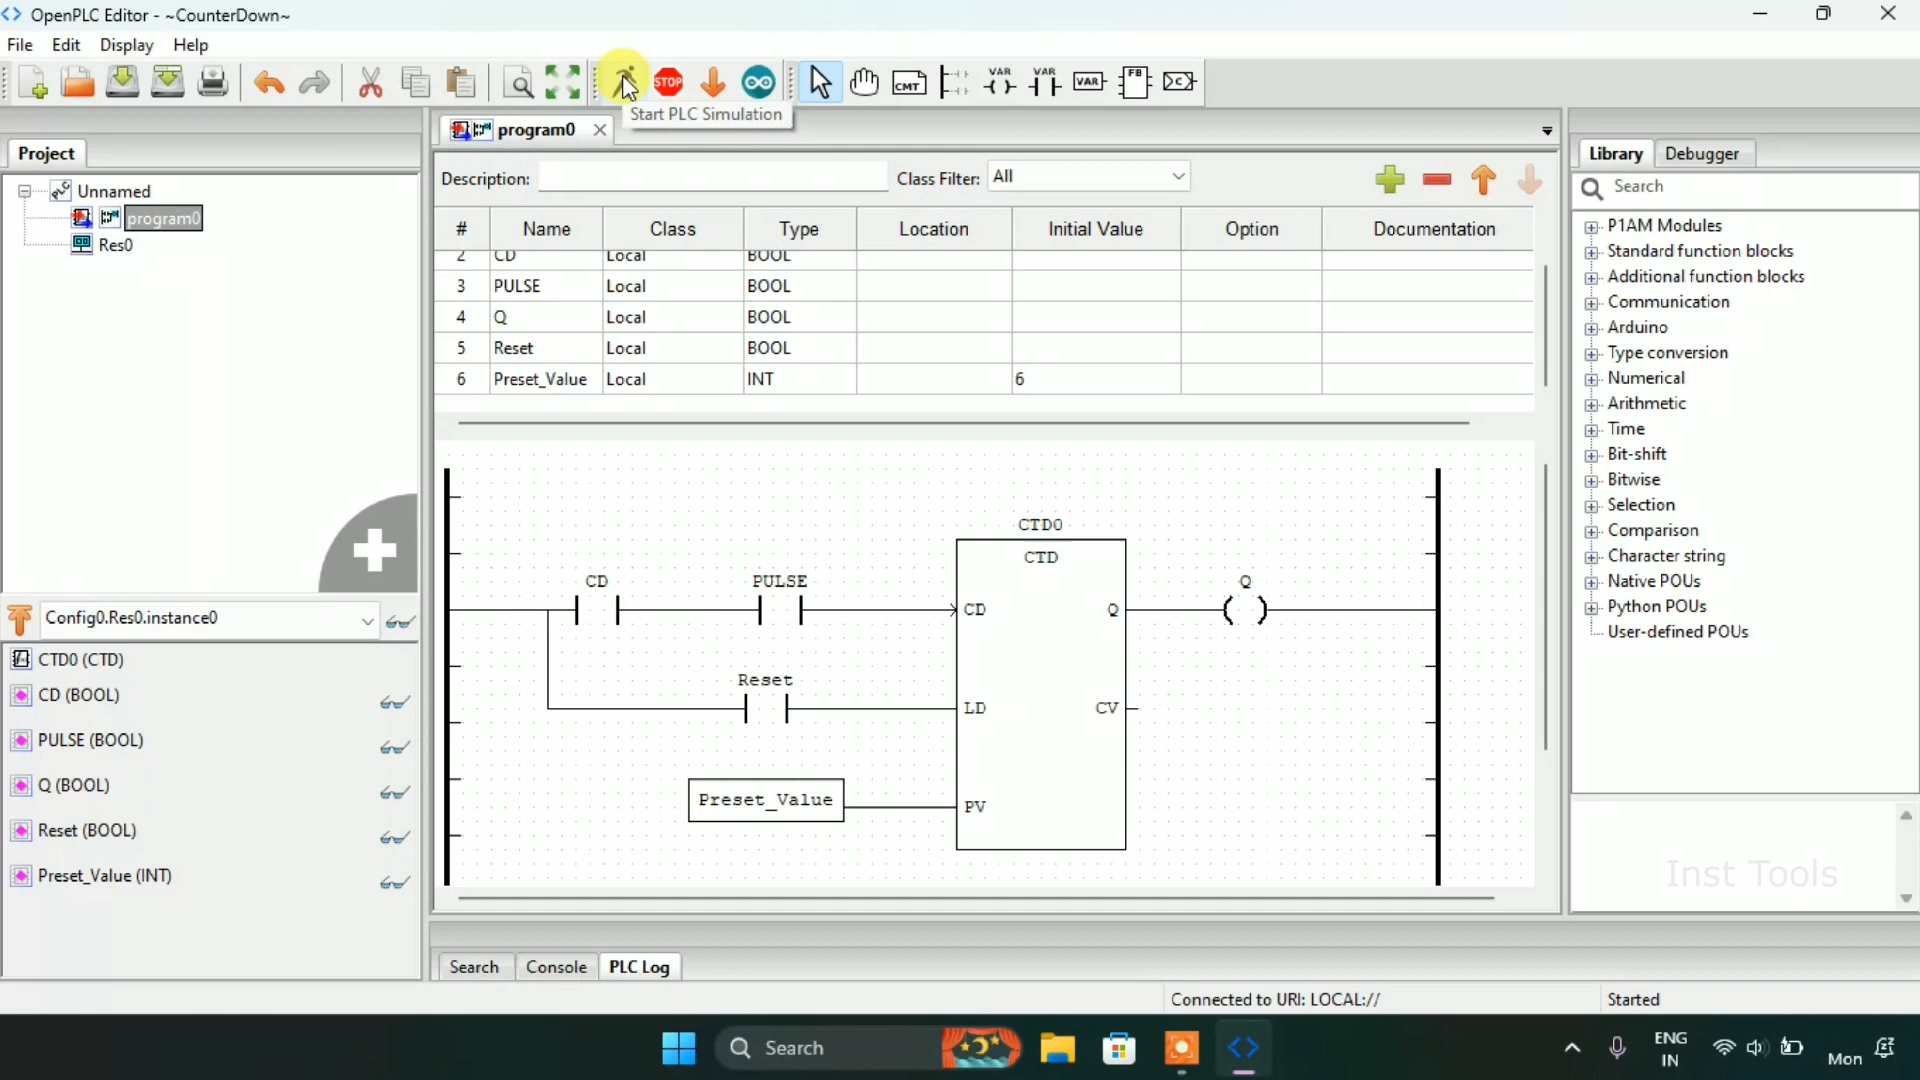 OpenPLC Editor - ~CounterDown~
File Edit Display Help
STOP CMT VAR VAR VAR FB >C>
Start PLC Simulation
Project
Unnamed
program0
Res0
Config0.Res0.instance0
CTD0 (CTD)
CD (BOOL)
PULSE (BOOL)
Q (BOOL)
Reset (BOOL)
Preset_Value (INT)
program0
Description: Class Filter: All
# Name Class Type Location Initial Value Option Documentation
2 CD Local BOOL
3 PULSE Local BOOL
4 Q Local BOOL
5 Reset Local BOOL
6 Preset_Value Local INT 6
CTD0
CTD
CD PULSE Q
CD Q
Reset
LD CV
Preset_Value PV
Search Console PLC Log
Library Debugger
Search
P1AM Modules
Standard function blocks
Additional function blocks
Communication
Arduino
Type conversion
Numerical
Arithmetic
Time
Bit-shift
Bitwise
Selection
Comparison
Character string
Native POUs
Python POUs
User-defined POUs
Inst Tools
Connected to URI: LOCAL:// Started
Search
ENG
IN
Mon